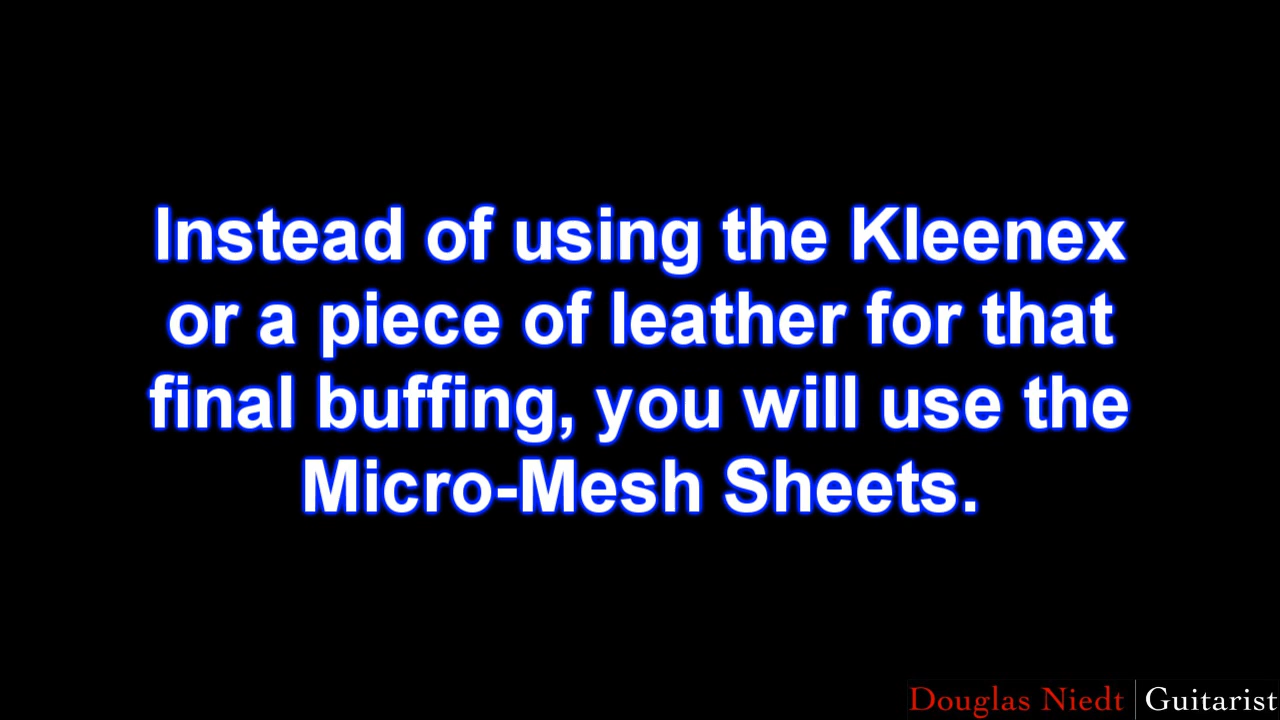 Instead of using the Kleenex
or a piece of leather for that
final buffing, you will use the
Micro-Mesh Sheets.
Douglas Niedt | Guitarist